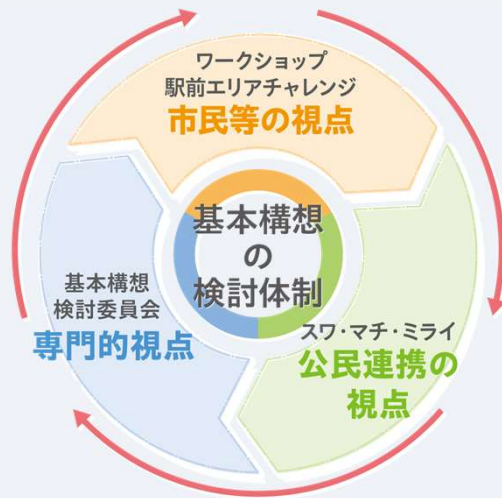 ワークショップ
駅前エリアチャレンジ
市民等の視点
基本構想
の
検討体制
基本構想
検討委員会
専門的視点
スワ・マチ・ミライ
公民連携の
視点